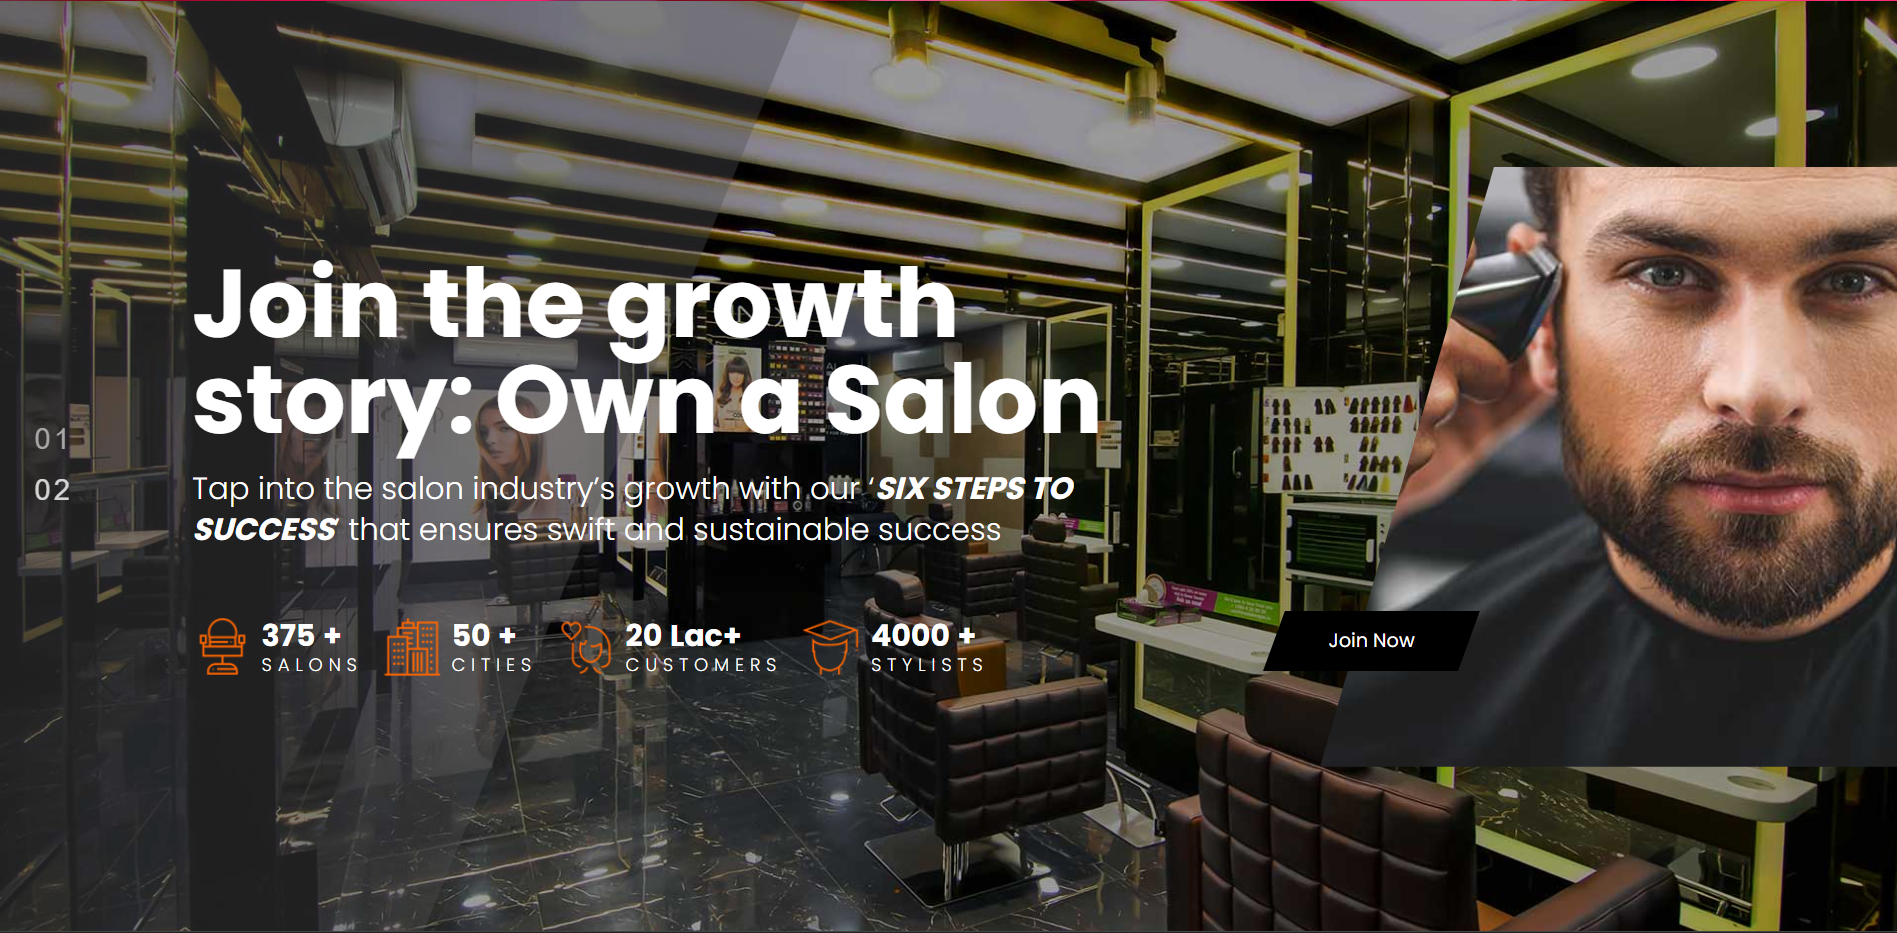 Join the growth
story: Own a Salon
01
02
Tap into the salon industry's growth with our ‘SIX STEPS TO
SUCCESS’ that ensures swift and sustainable success
375 +
SALONS
50 +
CITIES
20 Lac+
CUSTOMERS
4000 +
STYLISTS
Join Now